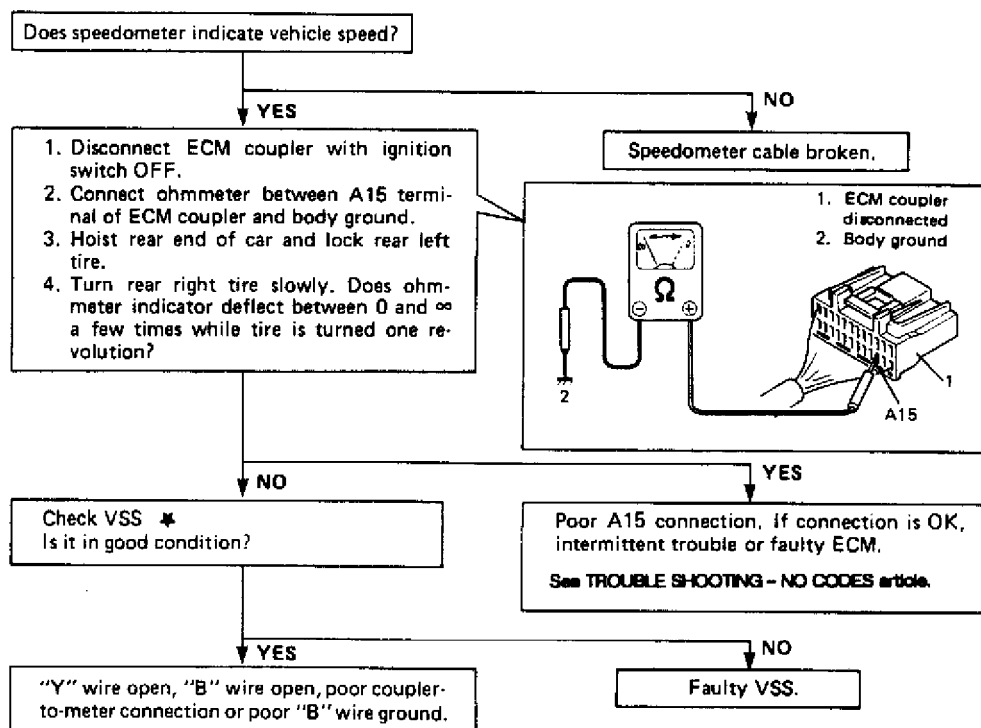 Does speedometer indicate vehicle speed?
YES
NO
1. Disconnect ECM coupler with ignition
switch OFF.
2. Connect ohmmeter between A15 termi-
nal of ECM coupler and body ground.
3. Hoist rear end of car and lock rear left
tire.
4. Turn rear right tire slowly. Does ohm-
meter indicator deflect between 0 and ∞
a few times while tire is turned one re-
volution?
Speedometer cable broken.
1. ECM coupler
disconnected
2. Body ground
∞ 0
Ω
⊖ ⊕
2
1
A15
NO
YES
Check VSS ★
Is it in good condition?
Poor A15 connection. If connection is OK,
intermittent trouble or faulty ECM.
See TROUBLE SHOOTING - NO CODES article.
YES
NO
"Y" wire open, "B" wire open, poor coupler-
to-meter connection or poor "B" wire ground.
Faulty VSS.